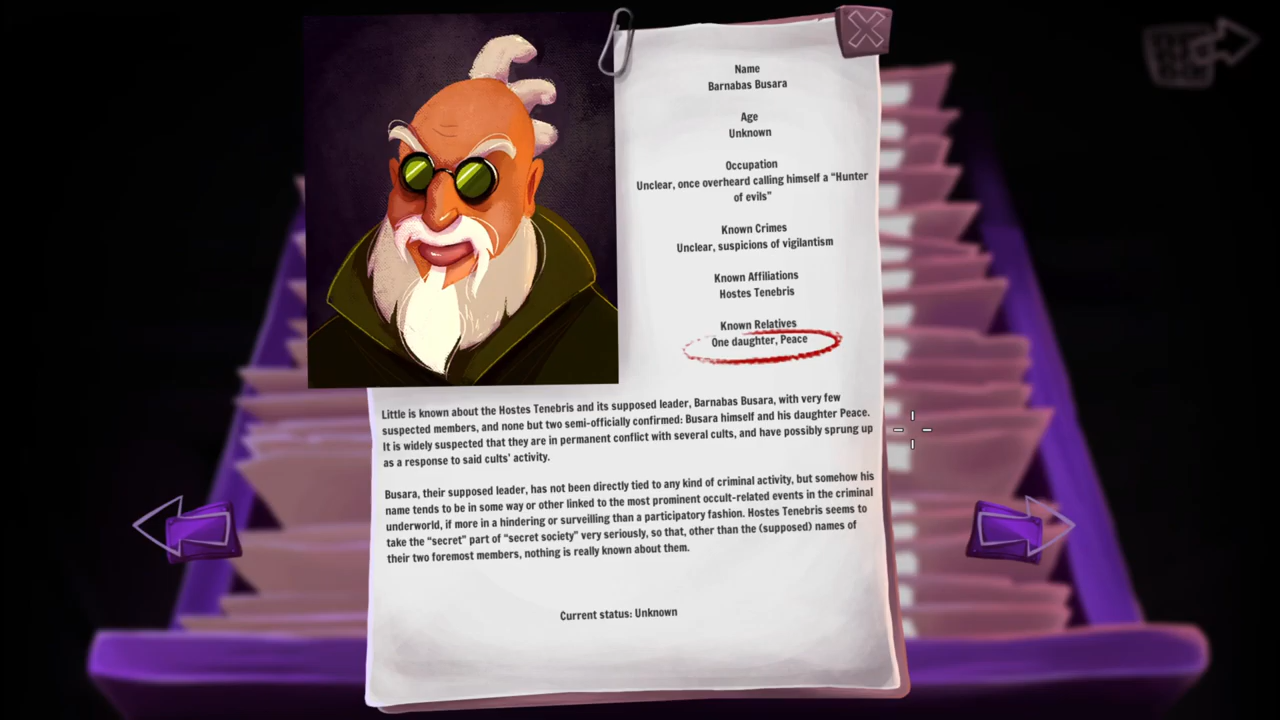 Name
Barnabas Busara
Age
Unknown
Occupation
Unclear, once overheard calling himself a “Hunter
of evils”
Known Crimes
Unclear, suspicions of vigilantism
Known Affiliations
Hostes Tenebris
Known Relatives
One daughter, Peace
Little is known about the Hostes Tenebris and its supposed leader, Barnabas Busara, with very few
suspected members, and none but two semi-officially confirmed: Busara himself and his daughter Peace.
It is widely suspected that they are in permanent conflict with several cults, and have possibly sprung up
as a response to said cults' activity.
Busara, their supposed leader, has not been directly tied to any kind of criminal activity, but somehow his
name tends to be in some way or other linked to the most prominent occult-related events in the criminal
underworld, if more in a hindering or surveilling than a participatory fashion. Hostes Tenebris seems to
take the “secret” part of “secret society” very seriously, so that, other than the (supposed) names of
their two foremost members, nothing is really known about them.
Current status: Unknown